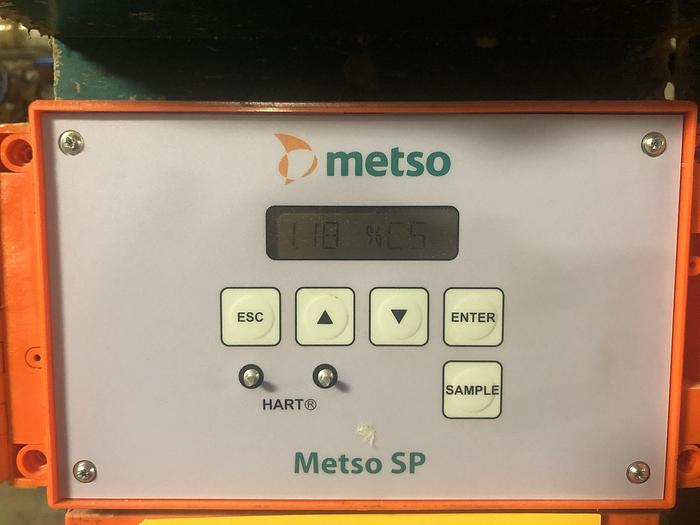 metso
1.18 %CS
ESC ▲ ▼ ENTER
SAMPLE
HART®
Metso SP